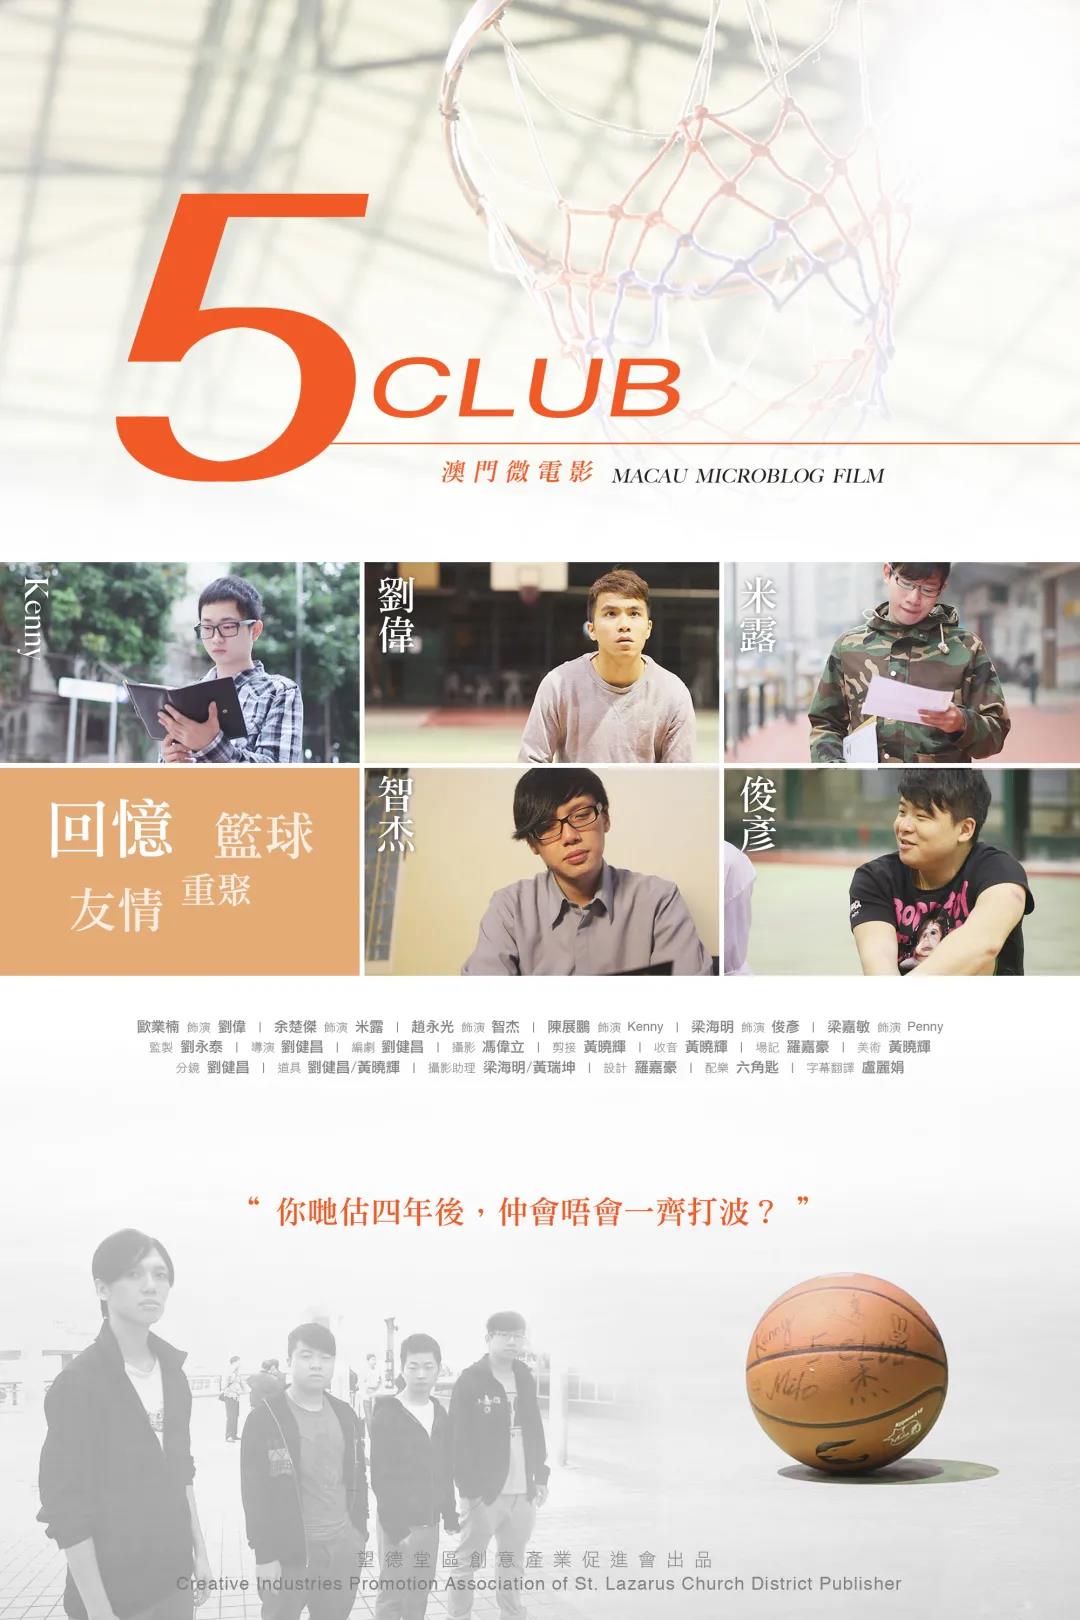 5 CLUB
澳門微電影 MACAU MICROBLOG FILM
Kenny
劉偉
米露
回憶 籃球
友情 重聚
智杰
俊彥
歐業楠 飾演 劉偉 | 余楚傑 飾演 米露 | 趙永光 飾演 智杰 | 陳展鵬 飾演 Kenny | 梁海明 飾演 俊彥 | 梁嘉敏 飾演 Penny
監製 劉永泰 | 導演 劉健昌 | 編劇 劉健昌 | 攝影 馮偉立 | 剪接 黃曉輝 | 收音 黃曉輝 | 場記 羅嘉豪 | 美術 黃曉輝
分鏡 劉健昌 | 道具 劉健昌/黃曉輝 | 攝影助理 梁海明/黃瑞坤 | 設計 羅嘉豪 | 配樂 六角匙 | 字幕翻譯 盧麗娟
“ 你哋估四年後，仲會唔會一齊打波？ ”
Kenny
5 CLUB
Milo
杰
望德堂區創意產業促進會出品
Creative Industries Promotion Association of St. Lazarus Church District Publisher